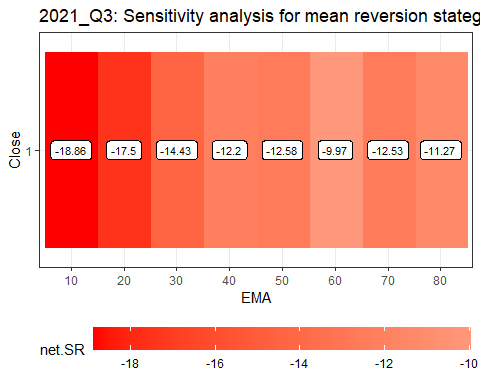 2021_Q3: Sensitivity analysis for mean reversion stateg
Close
1
-18.86 -17.5 -14.43 -12.2 -12.58 -9.97 -12.53 -11.27
10 20 30 40 50 60 70 80
EMA
net.SR
-18 -16 -14 -12 -10